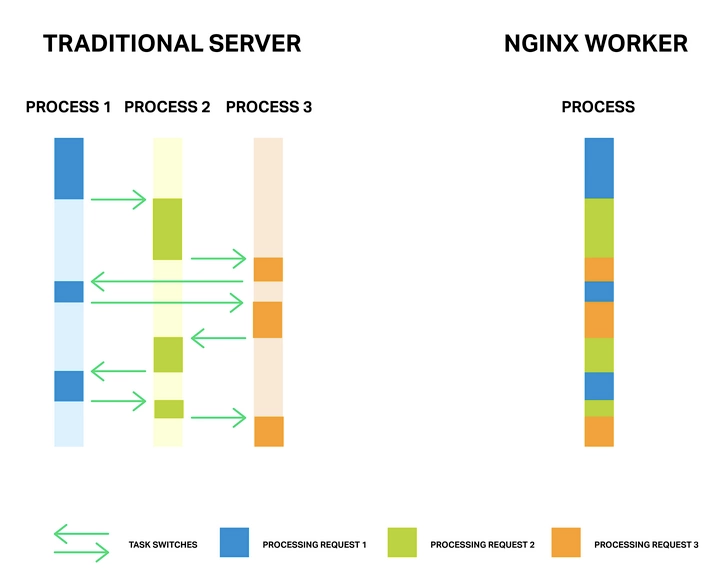 TRADITIONAL SERVER
NGINX WORKER
PROCESS 1
PROCESS 2
PROCESS 3
PROCESS
TASK SWITCHES
PROCESSING REQUEST 1
PROCESSING REQUEST 2
PROCESSING REQUEST 3